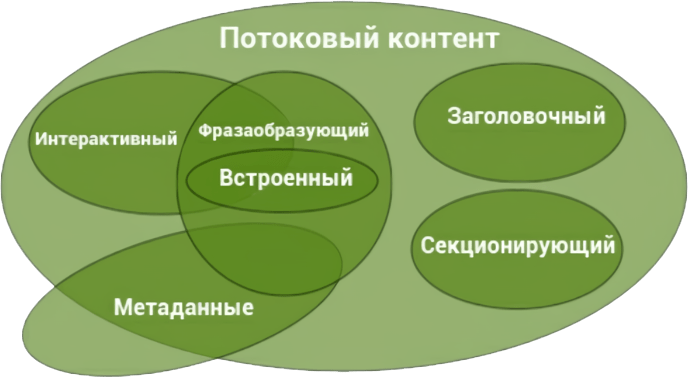 Потоковый контент
Заголовочный
Интерактивный
Фразаобразующий
Встроенный
Секционирующий
Метаданные